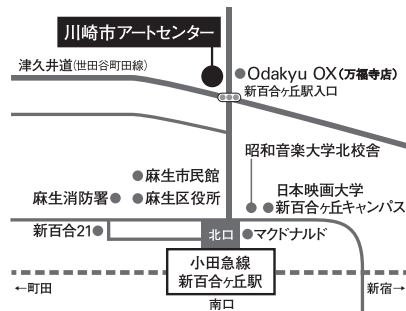 川崎市アートセンター
津久井道(世田谷町田線)
Odakyu OX(万福寺店)
新百合ヶ丘駅入口
昭和音楽大学北校舎
麻生市民館
麻生消防署
麻生区役所
日本映画大学
新百合ヶ丘キャンパス
新百合21
北口
マクドナルド
小田急線
新百合ヶ丘駅
←町田
新宿→
南口